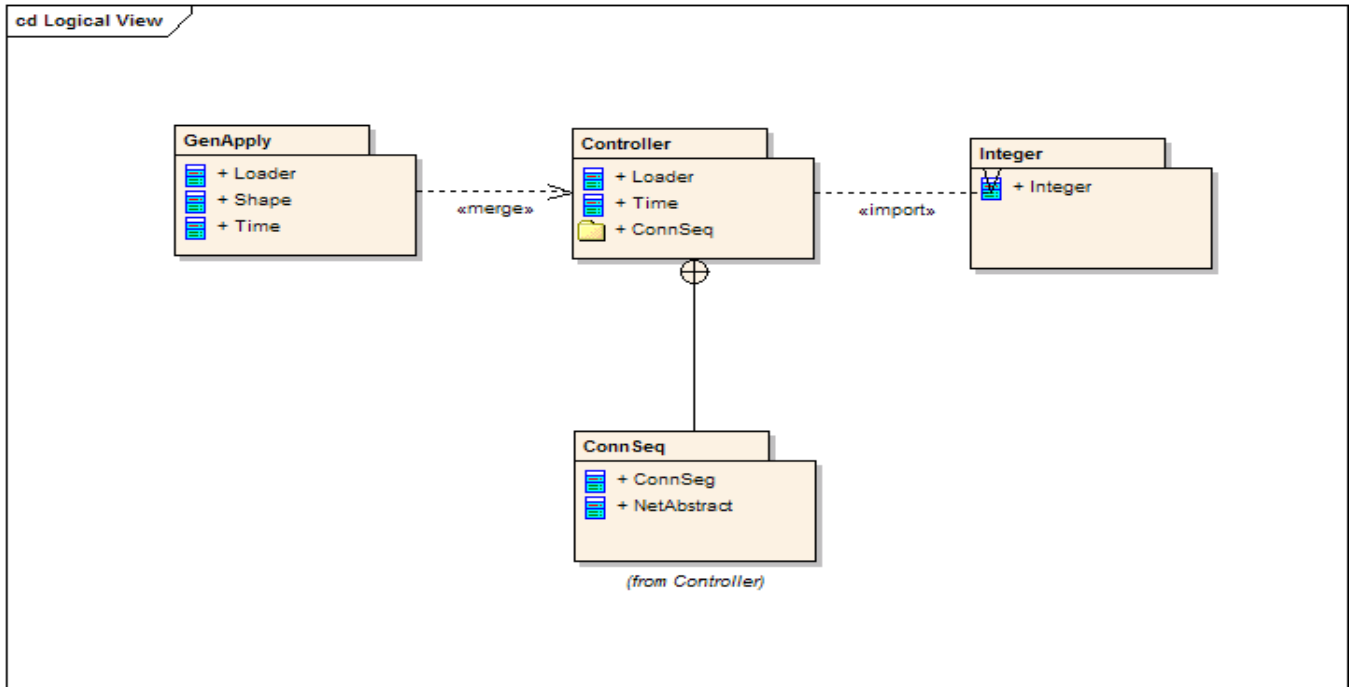 cd Logical View
GenApply
+ Loader
+ Shape
+ Time
«merge»
Controller
+ Loader
+ Time
+ ConnSeq
«import»
Integer
+ Integer
ConnSeq
+ ConnSeg
+ NetAbstract
(from Controller)